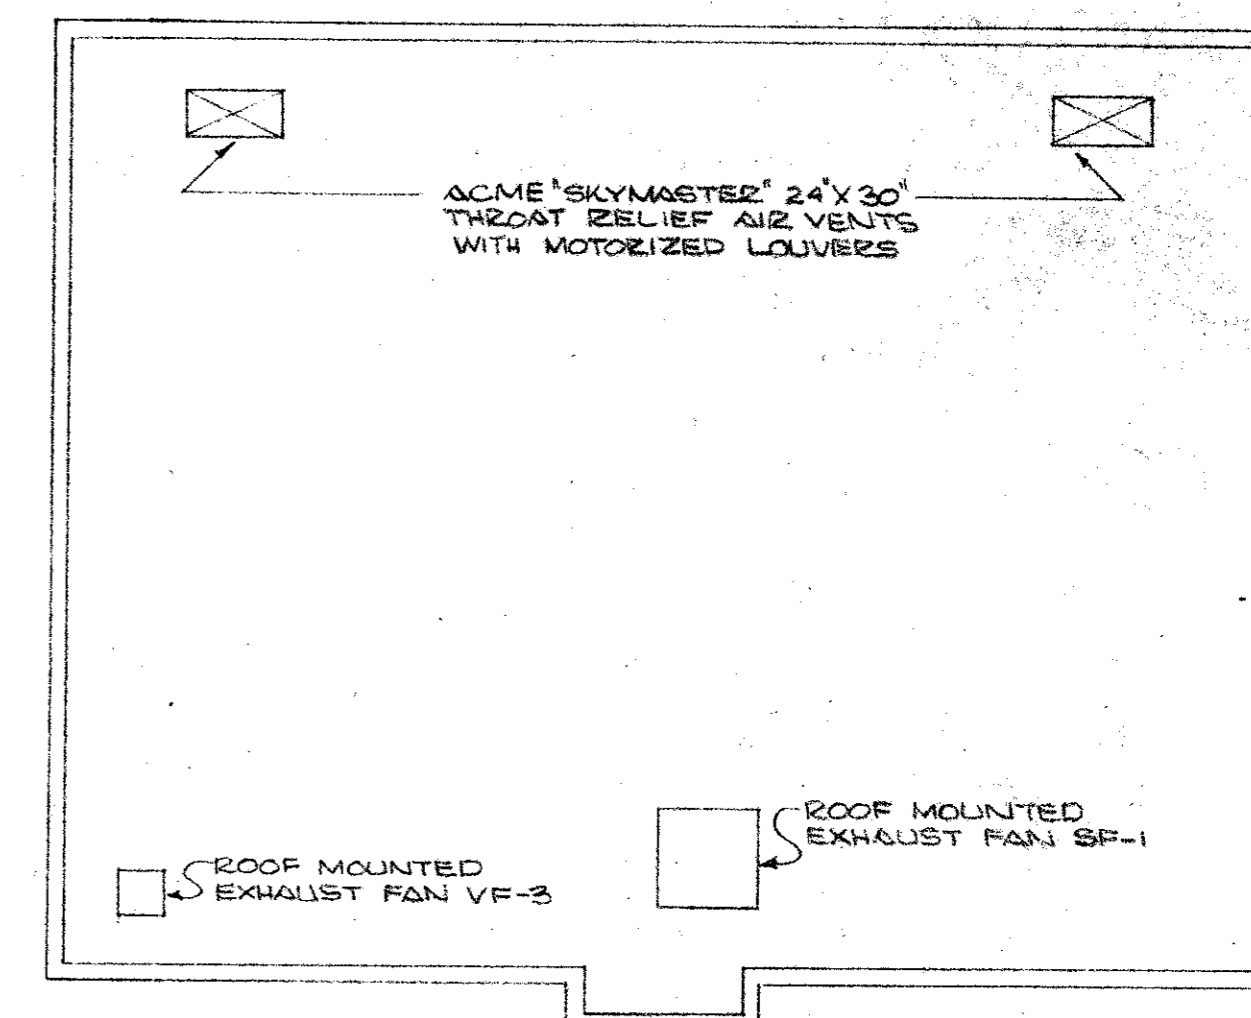 ACME "SKYMASTER" 24"X30"
THROAT RELIEF AIR VENTS
WITH MOTORIZED LOUVERS
ROOF MOUNTED
EXHAUST FAN SF-1
ROOF MOUNTED
EXHAUST FAN VF-3